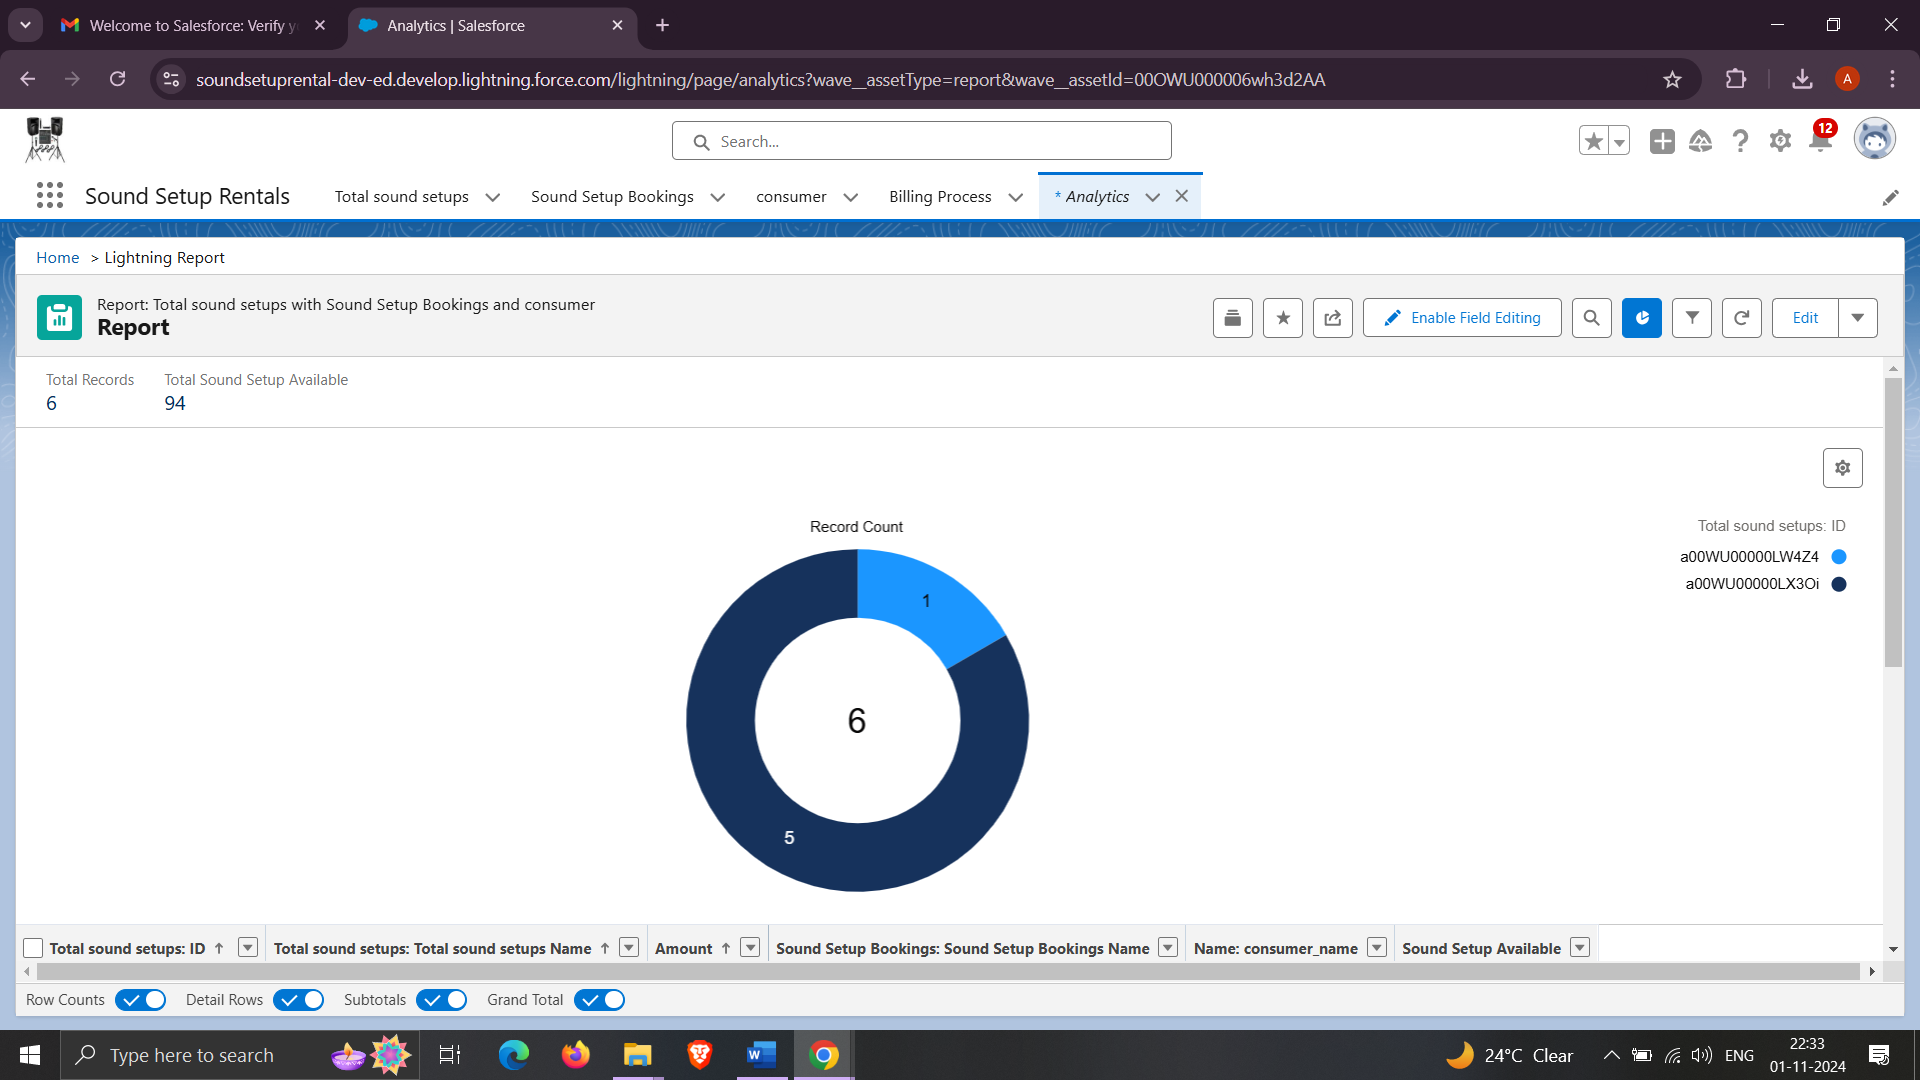 Welcome to Salesforce: Verify y
Analytics | Salesforce
soundsetuprental-dev-ed.develop.lightning.force.com/lightning/page/analytics?wave__assetType=report&wave__assetId=00OWU000006wh3d2AA
A
Search...
12
Sound Setup Rentals
Total sound setups
Sound Setup Bookings
consumer
Billing Process
* Analytics
Home > Lightning Report
Report: Total sound setups with Sound Setup Bookings and consumer
Report
Enable Field Editing
Edit
Total Records
6
Total Sound Setup Available
94
Record Count
1
6
5
Total sound setups: ID
a00WU00000LW4Z4
a00WU00000LX3Oi
Total sound setups: ID
Total sound setups: Total sound setups Name
Amount
Sound Setup Bookings: Sound Setup Bookings Name
Name: consumer_name
Sound Setup Available
Row Counts
Detail Rows
Subtotals
Grand Total
Type here to search
24°C Clear
ENG
22:33
01-11-2024